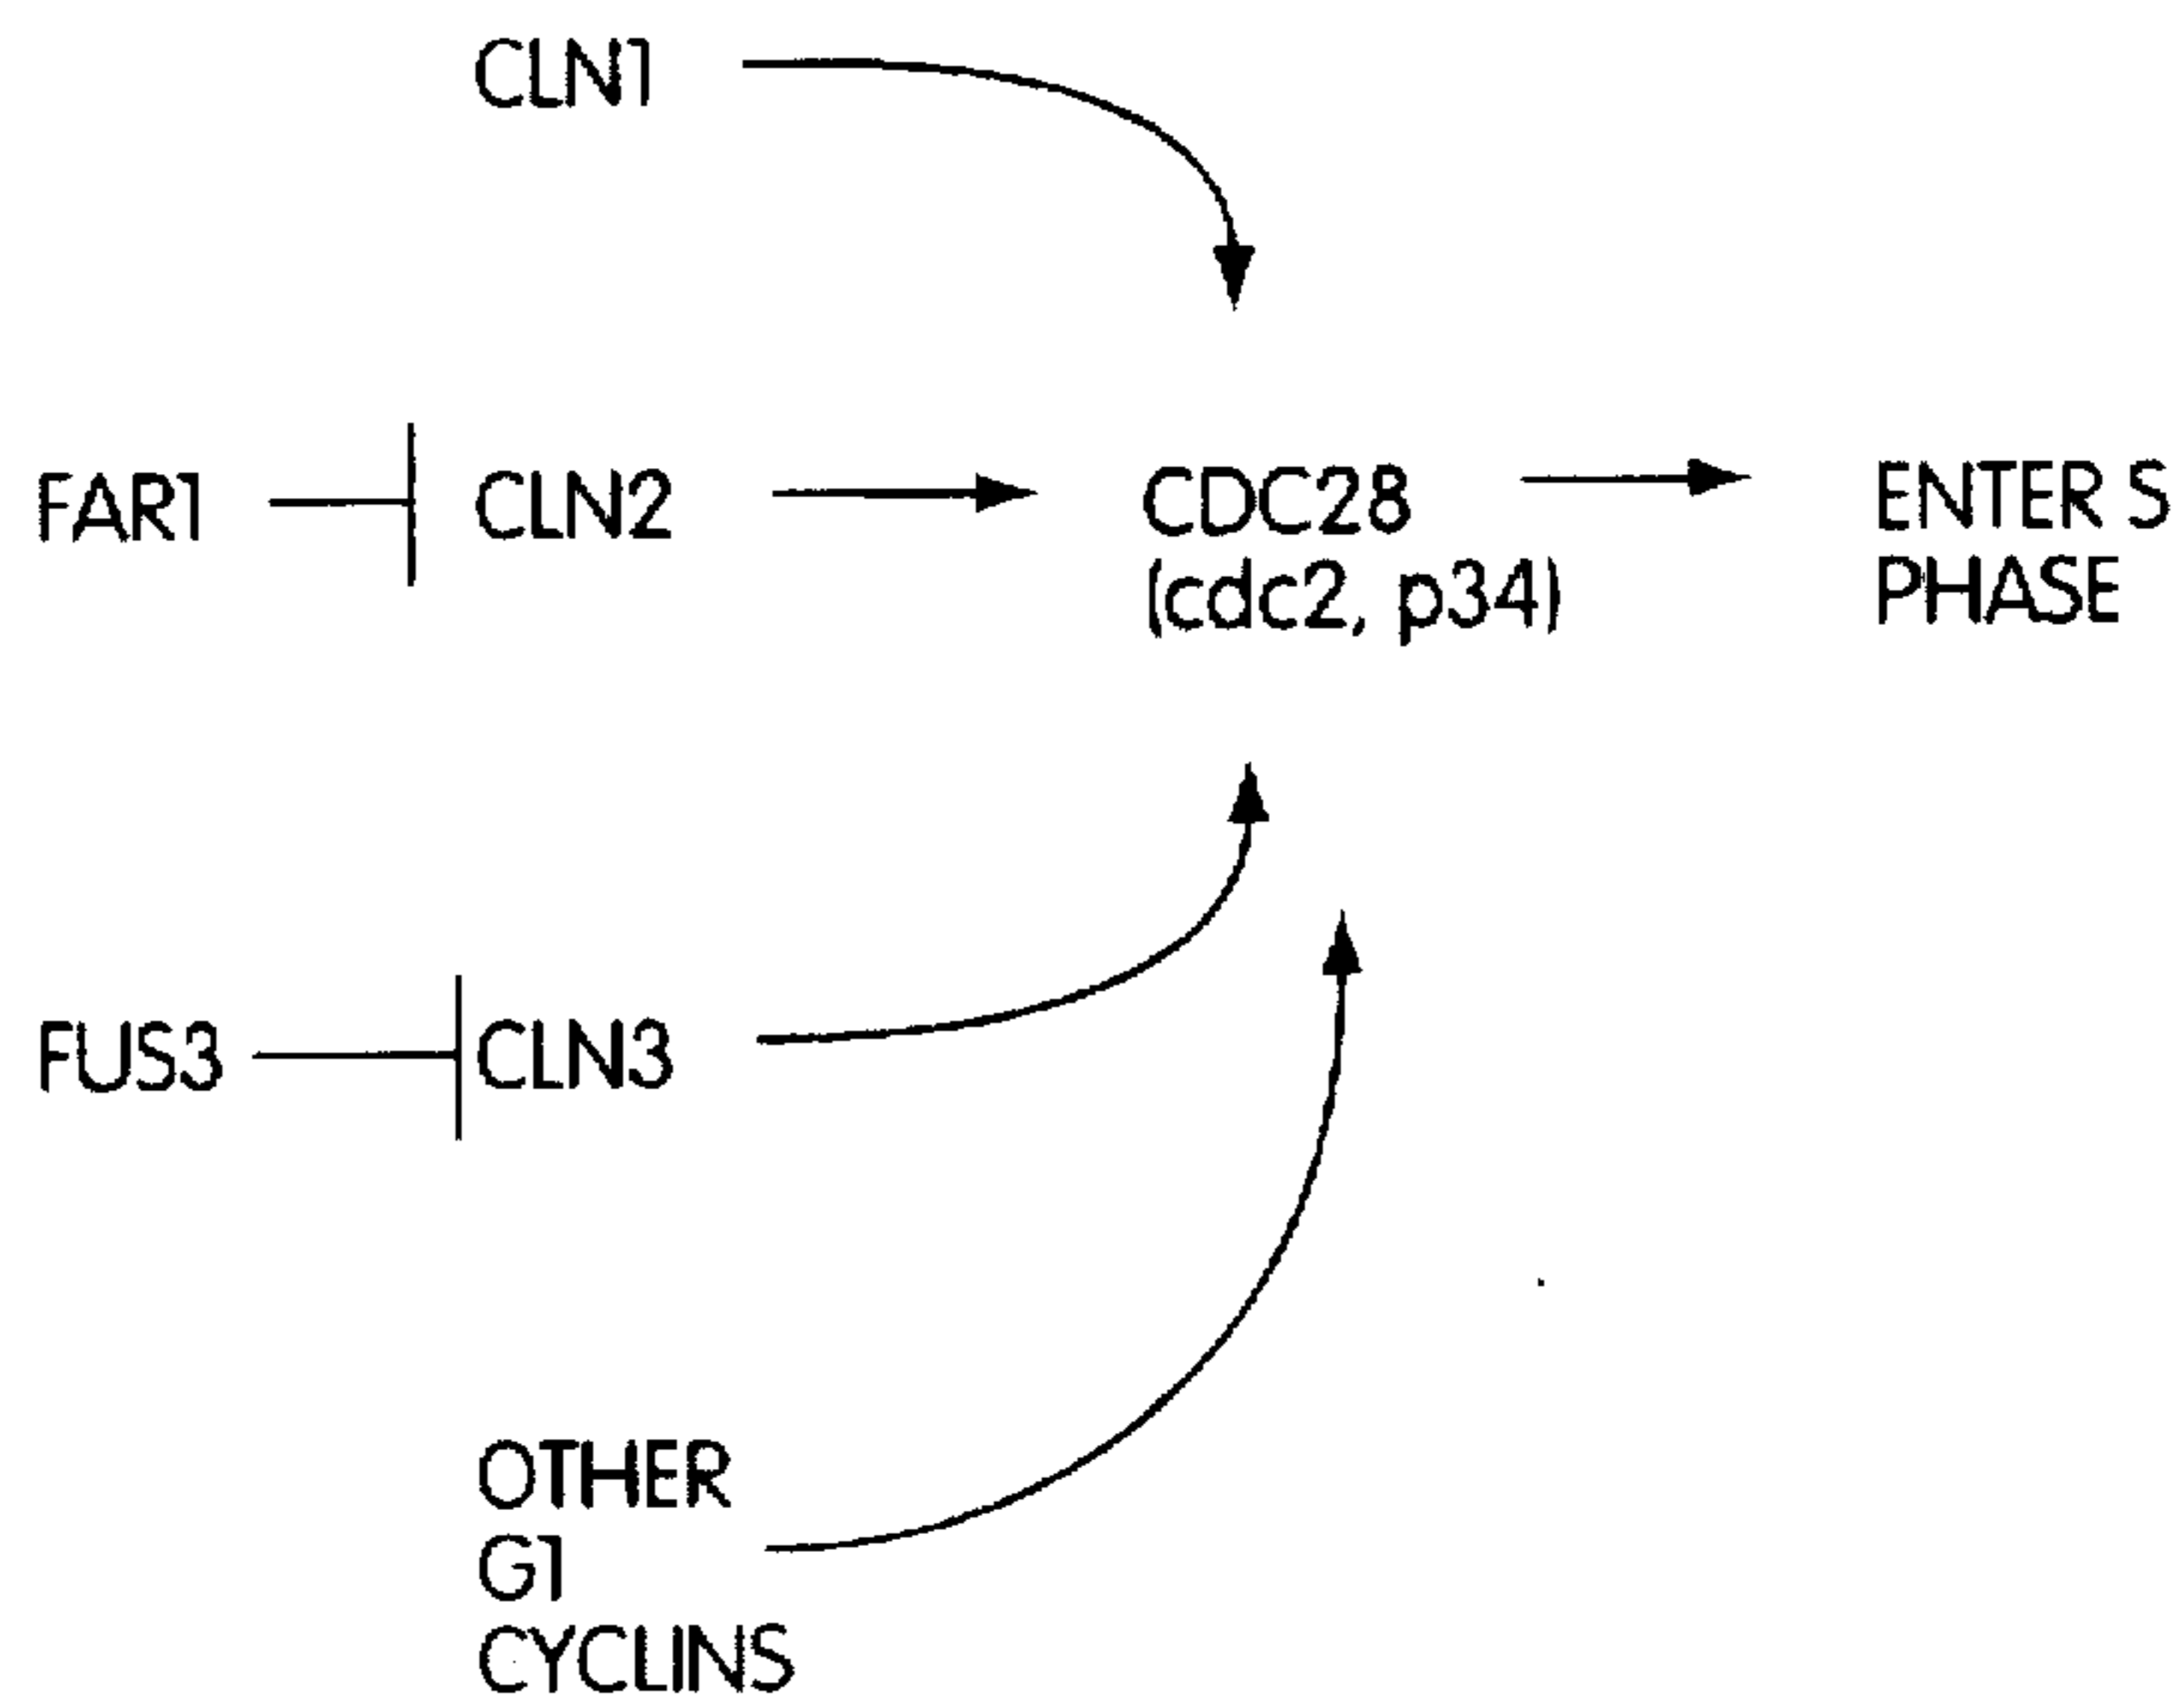 CLN1
FAR1
CLN2
CDC28
(cdc2, p34)
ENTER S
PHASE
FUS3
CLN3
OTHER
G1
CYCLINS